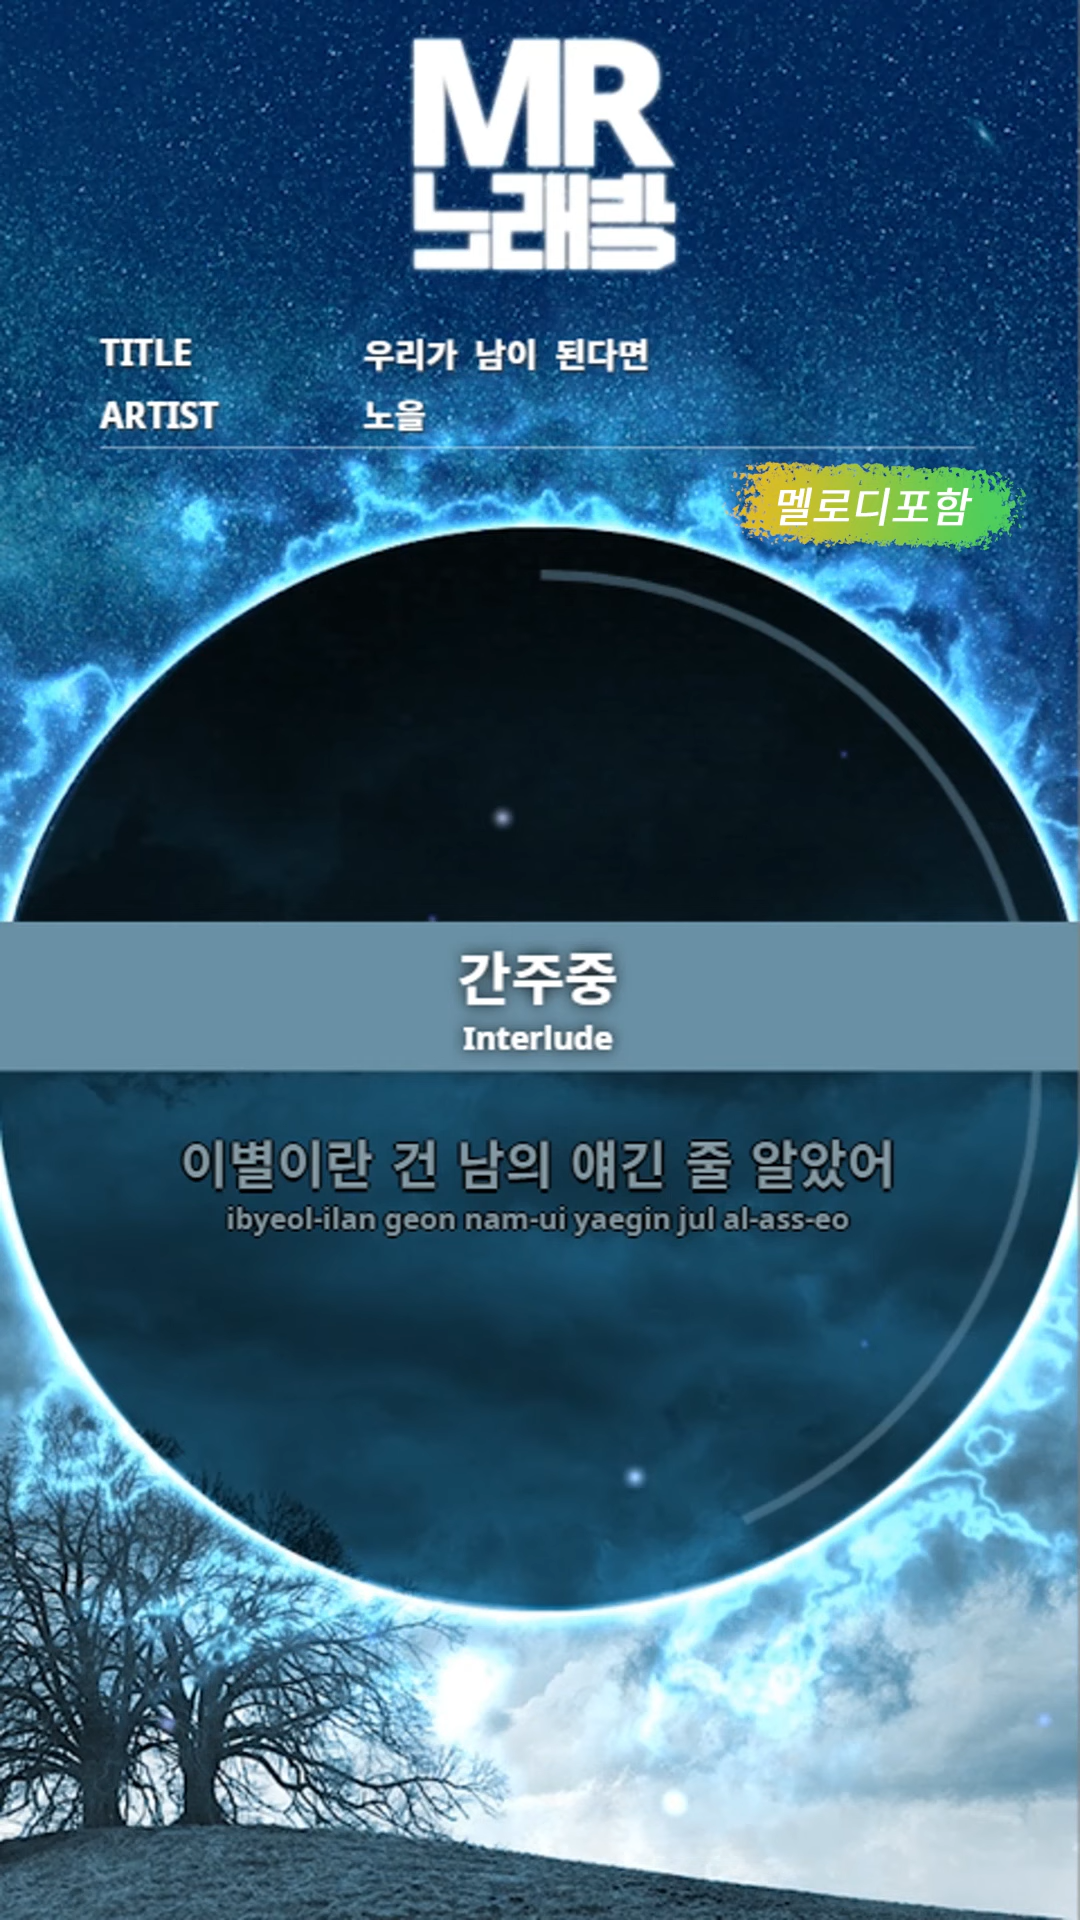 MR
노래방
TITLE 우리가 남이 된다면
ARTIST 노을
멜로디포함
간주중
Interlude
이별이란 건 남의 얘긴 줄 알았어
ibyeol-ilan geon nam-ui yaegin jul al-ass-eo